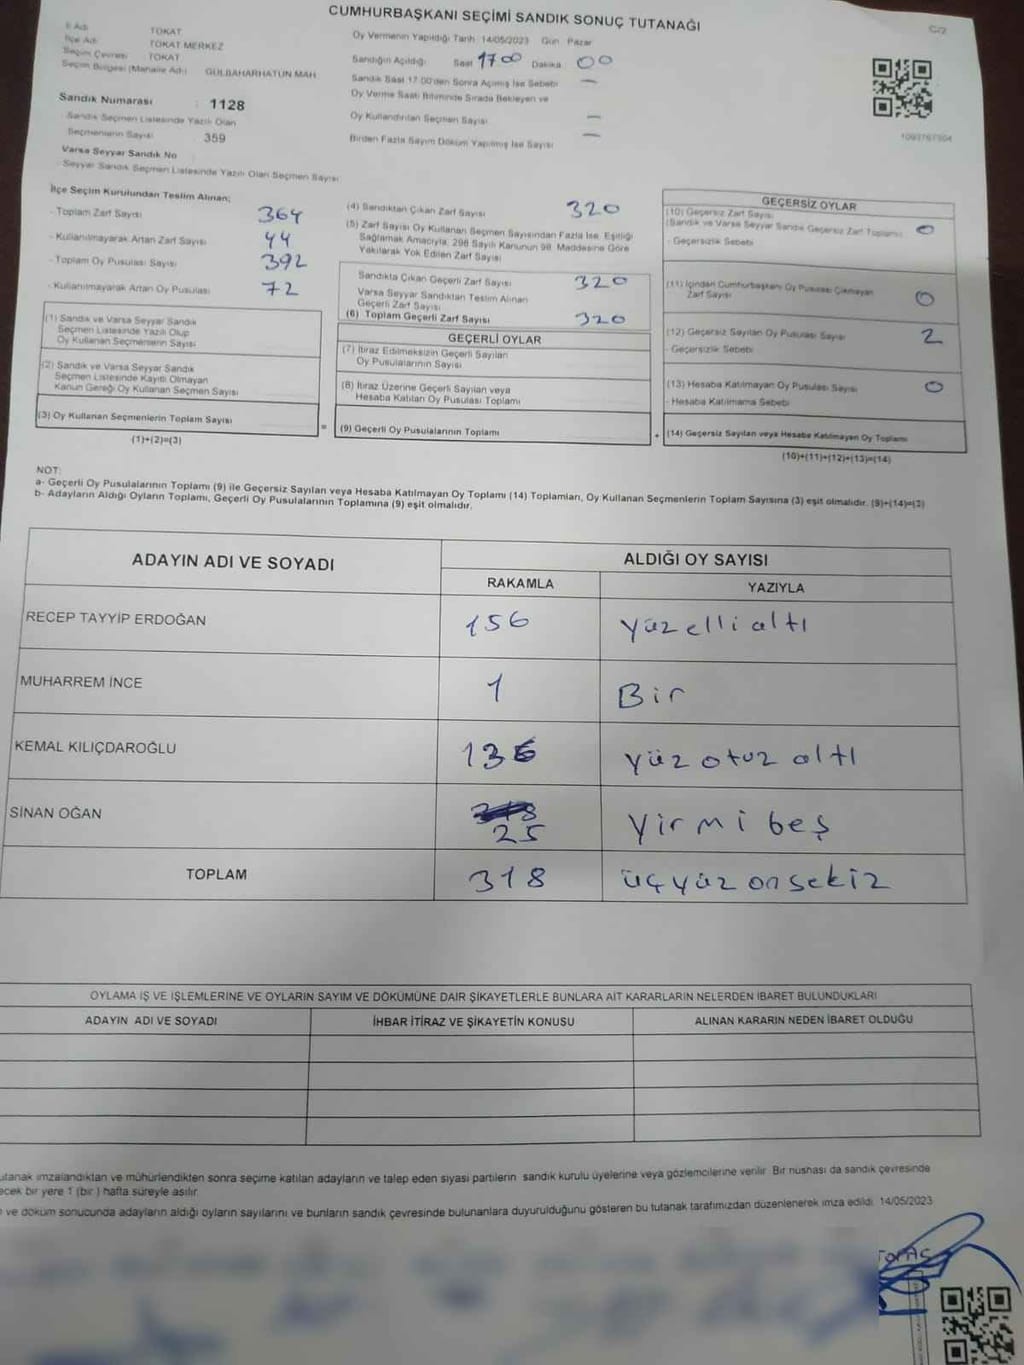 CUMHURBAŞKANI SEÇİMİ SANDIK SONUÇ TUTANAĞI
C/2
İl Adı TOKAT
İlçe Adı TOKAT MERKEZ
Seçim Çevresi TOKAT
Seçim Bölgesi (Mahalle Adı) GÜLBAHARHATUN MAH.
Sandık Numarası : 1128
- Sandık Seçmen Listesinde Yazılı Olan
Seçmenlerin Sayısı 359
Varsa Seyyar Sandık No
- Seyyar Sandık Seçmen Listesinde Yazılı Olan Seçmen Sayısı
Oy Vermenin Yapıldığı Tarih 14/05/2023 Gün Pazar
Sandığın Açıldığı: Saat 17 00 Dakika 00
Sandık Saat 17:00'den Sonra Açılmış İse Sebebi —
Oy Verme Saati Bitiminde Sırada Bekleyen ve
Oy Kullandırılan Seçmen Sayısı —
Birden Fazla Sayım Döküm Yapılmış İse Sayısı —
İlçe Seçim Kurulundan Teslim Alınan;
- Toplam Zarf Sayısı 364
- Kullanılmayarak Artan Zarf Sayısı 44
- Toplam Oy Pusulası Sayısı 392
- Kullanılmayarak Artan Oy Pusulası 72
(1) Sandık ve Varsa Seyyar Sandık
Seçmen Listesinde Yazılı Olup
Oy Kullanan Seçmenlerin Sayısı
(2) Sandık ve Varsa Seyyar Sandık
Seçmen Listesinde Kayıtlı Olmayan
Kanun Gereği Oy Kullanan Seçmen Sayısı
(3) Oy Kullanan Seçmenlerin Toplam Sayısı
(1)+(2)=(3)
(4) Sandıktan Çıkan Zarf Sayısı 320
(5) Zarf Sayısı Oy Kullanan Seçmen Sayısından Fazla İse, Eşitliği
Sağlamak Amacıyla, 298 Sayılı Kanunun 98. Maddesine Göre
Yakılarak Yok Edilen Zarf Sayısı
Sandıkta Çıkan Geçerli Zarf Sayısı 320
Varsa Seyyar Sandıktan Teslim Alınan
Geçerli Zarf Sayısı
(6) Toplam Geçerli Zarf Sayısı 320
GEÇERLİ OYLAR
(7) İtiraz Edilmeksizin Geçerli Sayılan
Oy Pusulalarının Sayısı
(8) İtiraz Üzerine Geçerli Sayılan veya
Hesaba Katılan Oy Pusulası Toplamı
=
(9) Geçerli Oy Pusulalarının Toplamı
+
GEÇERSİZ OYLAR
(10) Geçersiz Zarf Sayısı
(Sandık ve Varsa Seyyar Sandık Geçersiz Zarf Toplamı) 0
- Geçersizlik Sebebi
(11) İçinden Cumhurbaşkanı Oy Pusulası Çıkmayan
Zarf Sayısı 0
(12) Geçersiz Sayılan Oy Pusulası Sayısı 2
- Geçersizlik Sebebi
(13) Hesaba Katılmayan Oy Pusulası Sayısı 0
- Hesaba Katılmama Sebebi
(14) Geçersiz Sayılan veya Hesaba Katılmayan Oy Toplamı
(10)+(11)+(12)+(13)=(14)
NOT:
a- Geçerli Oy Pusulalarının Toplamı (9) ile Geçersiz Sayılan veya Hesaba Katılmayan Oy Toplamı (14) Toplamları, Oy Kullanan Seçmenlerin Toplam Sayısına (3) eşit olmalıdır. (9)+(14)=(3)
b- Adayların Aldığı Oyların Toplamı, Geçerli Oy Pusulalarının Toplamına (9) eşit olmalıdır.
ADAYIN ADI VE SOYADI ALDIĞI OY SAYISI
RAKAMLA YAZIYLA
RECEP TAYYİP ERDOĞAN 156 yüz elli altı
MUHARREM İNCE 1 Bir
KEMAL KILIÇDAROĞLU 136 yüz otuz altı
SİNAN OĞAN 25 yirmi beş
TOPLAM 318 üç yüz on sekiz
OYLAMA İŞ VE İŞLEMLERİNE VE OYLARIN SAYIM VE DÖKÜMÜNE DAİR ŞİKAYETLERLE BUNLARA AİT KARARLARIN NELERDEN İBARET BULUNDUKLARI
ADAYIN ADI VE SOYADI İHBAR İTİRAZ VE ŞİKAYETİN KONUSU ALINAN KARARIN NEDEN İBARET OLDUĞU
utanak imzalandıktan ve mühürlendikten sonra seçime katılan adayların ve talep eden siyasi partilerin sandık kurulu üyelerine veya gözlemcilerine verilir. Bir nüshası da sandık çevresinde
ecek bir yere 1 (bir) hafta süreyle asılır.
ve döküm sonucunda adayların aldığı oyların sayılarını ve bunların sandık çevresinde bulunanlara duyurulduğunu gösteren bu tutanak tarafımızdan düzenlenerek imza edildi. 14/05/2023